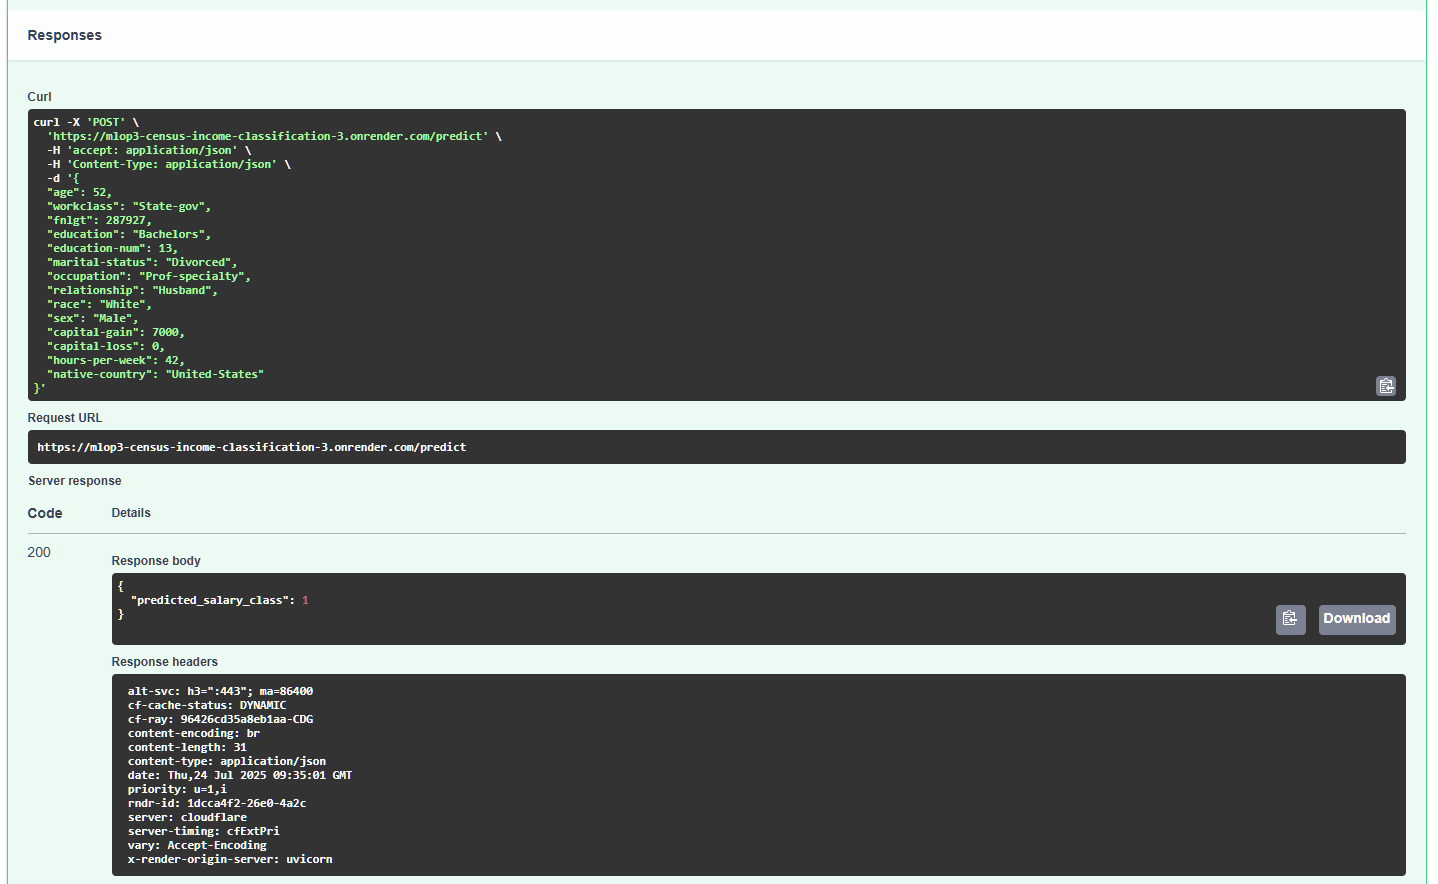 Responses
Curl
curl -X 'POST' \
  'https://mlop3-census-income-classification-3.onrender.com/predict' \
  -H 'accept: application/json' \
  -H 'Content-Type: application/json' \
  -d '{
  "age": 52,
  "workclass": "State-gov",
  "fnlgt": 287927,
  "education": "Bachelors",
  "education-num": 13,
  "marital-status": "Divorced",
  "occupation": "Prof-specialty",
  "relationship": "Husband",
  "race": "White",
  "sex": "Male",
  "capital-gain": 7000,
  "capital-loss": 0,
  "hours-per-week": 42,
  "native-country": "United-States"
}'
Request URL
https://mlop3-census-income-classification-3.onrender.com/predict
Server response
Code Details
200
Response body
{
  "predicted_salary_class": 1
}
Download
Response headers
alt-svc: h3=":443"; ma=86400
cf-cache-status: DYNAMIC
cf-ray: 96426cd35a8eb1aa-CDG
content-encoding: br
content-length: 31
content-type: application/json
date: Thu,24 Jul 2025 09:35:01 GMT
priority: u=1,i
rndr-id: 1dcca4f2-26e0-4a2c
server: cloudflare
server-timing: cfExtPri
vary: Accept-Encoding
x-render-origin-server: uvicorn